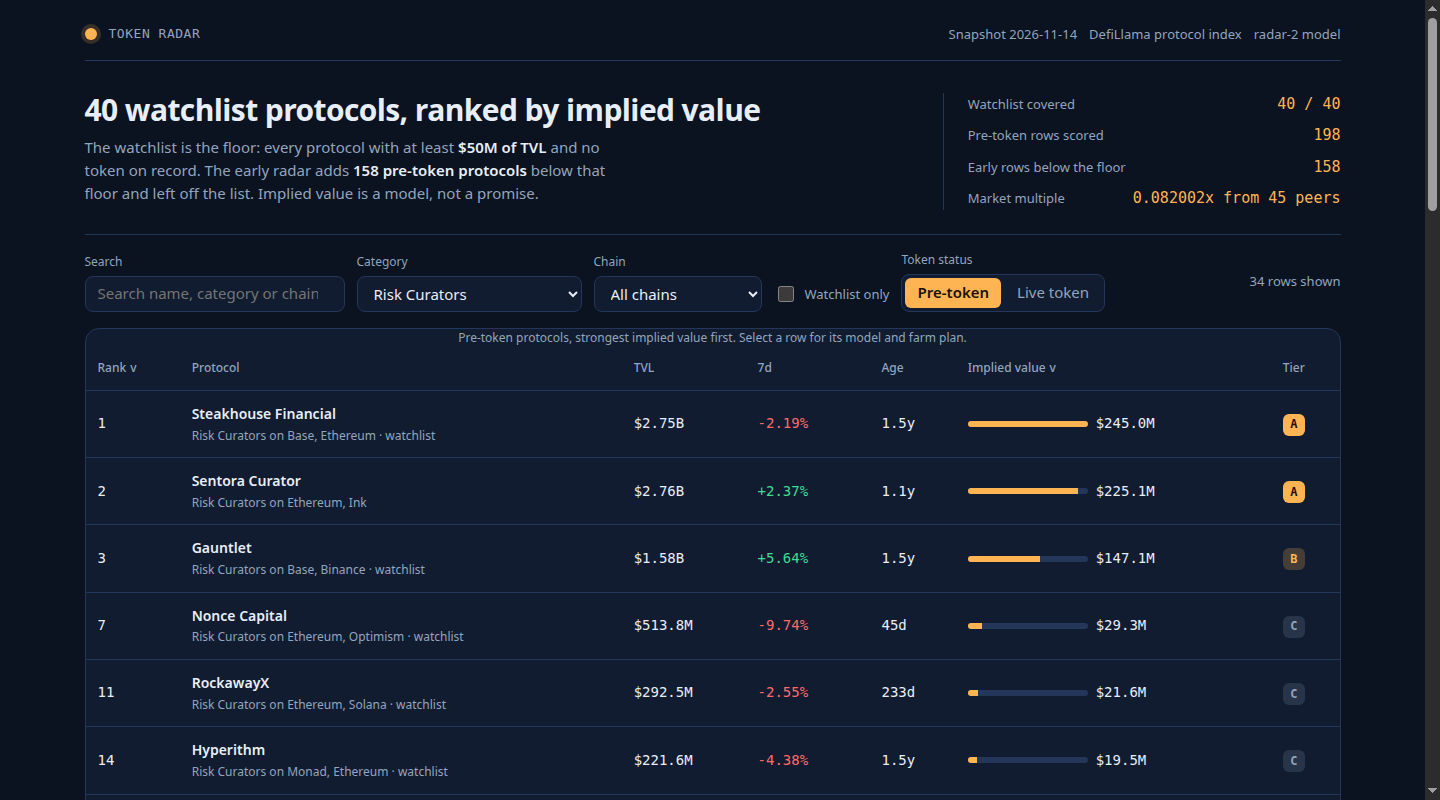 TOKEN RADAR
Snapshot 2026-11-14 DefiLlama protocol index radar-2 model
40 watchlist protocols, ranked by implied value
The watchlist is the floor: every protocol with at least $50M of TVL and no
token on record. The early radar adds 158 pre-token protocols below that
floor and left off the list. Implied value is a model, not a promise.
Watchlist covered 40 / 40
Pre-token rows scored 198
Early rows below the floor 158
Market multiple 0.082002x from 45 peers
Search Category Chain Token status
Search name, category or chain Risk Curators All chains Watchlist only Pre-token Live token 34 rows shown
Pre-token protocols, strongest implied value first. Select a row for its model and farm plan.
Rank v Protocol TVL 7d Age Implied value v Tier
1 Steakhouse Financial $2.75B -2.19% 1.5y $245.0M A
Risk Curators on Base, Ethereum · watchlist
2 Sentora Curator $2.76B +2.37% 1.1y $225.1M A
Risk Curators on Ethereum, Ink
3 Gauntlet $1.58B +5.64% 1.5y $147.1M B
Risk Curators on Base, Binance · watchlist
7 Nonce Capital $513.8M -9.74% 45d $29.3M C
Risk Curators on Ethereum, Optimism · watchlist
11 RockawayX $292.5M -2.55% 233d $21.6M C
Risk Curators on Ethereum, Solana · watchlist
14 Hyperithm $221.6M -4.38% 1.5y $19.5M C
Risk Curators on Monad, Ethereum · watchlist